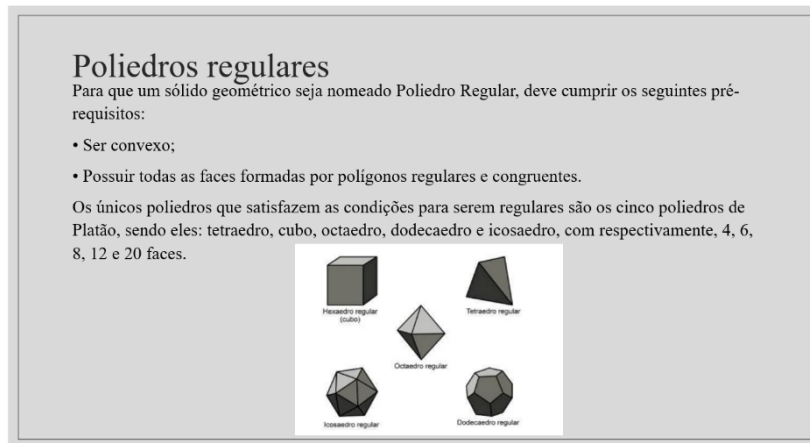 Poliedros regulares
Para que um sólido geométrico seja nomeado Poliedro Regular, deve cumprir os seguintes pré-
requisitos:
• Ser convexo;
• Possuir todas as faces formadas por polígonos regulares e congruentes.
Os únicos poliedros que satisfazem as condições para serem regulares são os cinco poliedros de
Platão, sendo eles: tetraedro, cubo, octaedro, dodecaedro e icosaedro, com respectivamente, 4, 6,
8, 12 e 20 faces.
Hexaedro regular
(cubo)
Tetraedro regular
Octaedro regular
Icosaedro regular
Dodecaedro regular